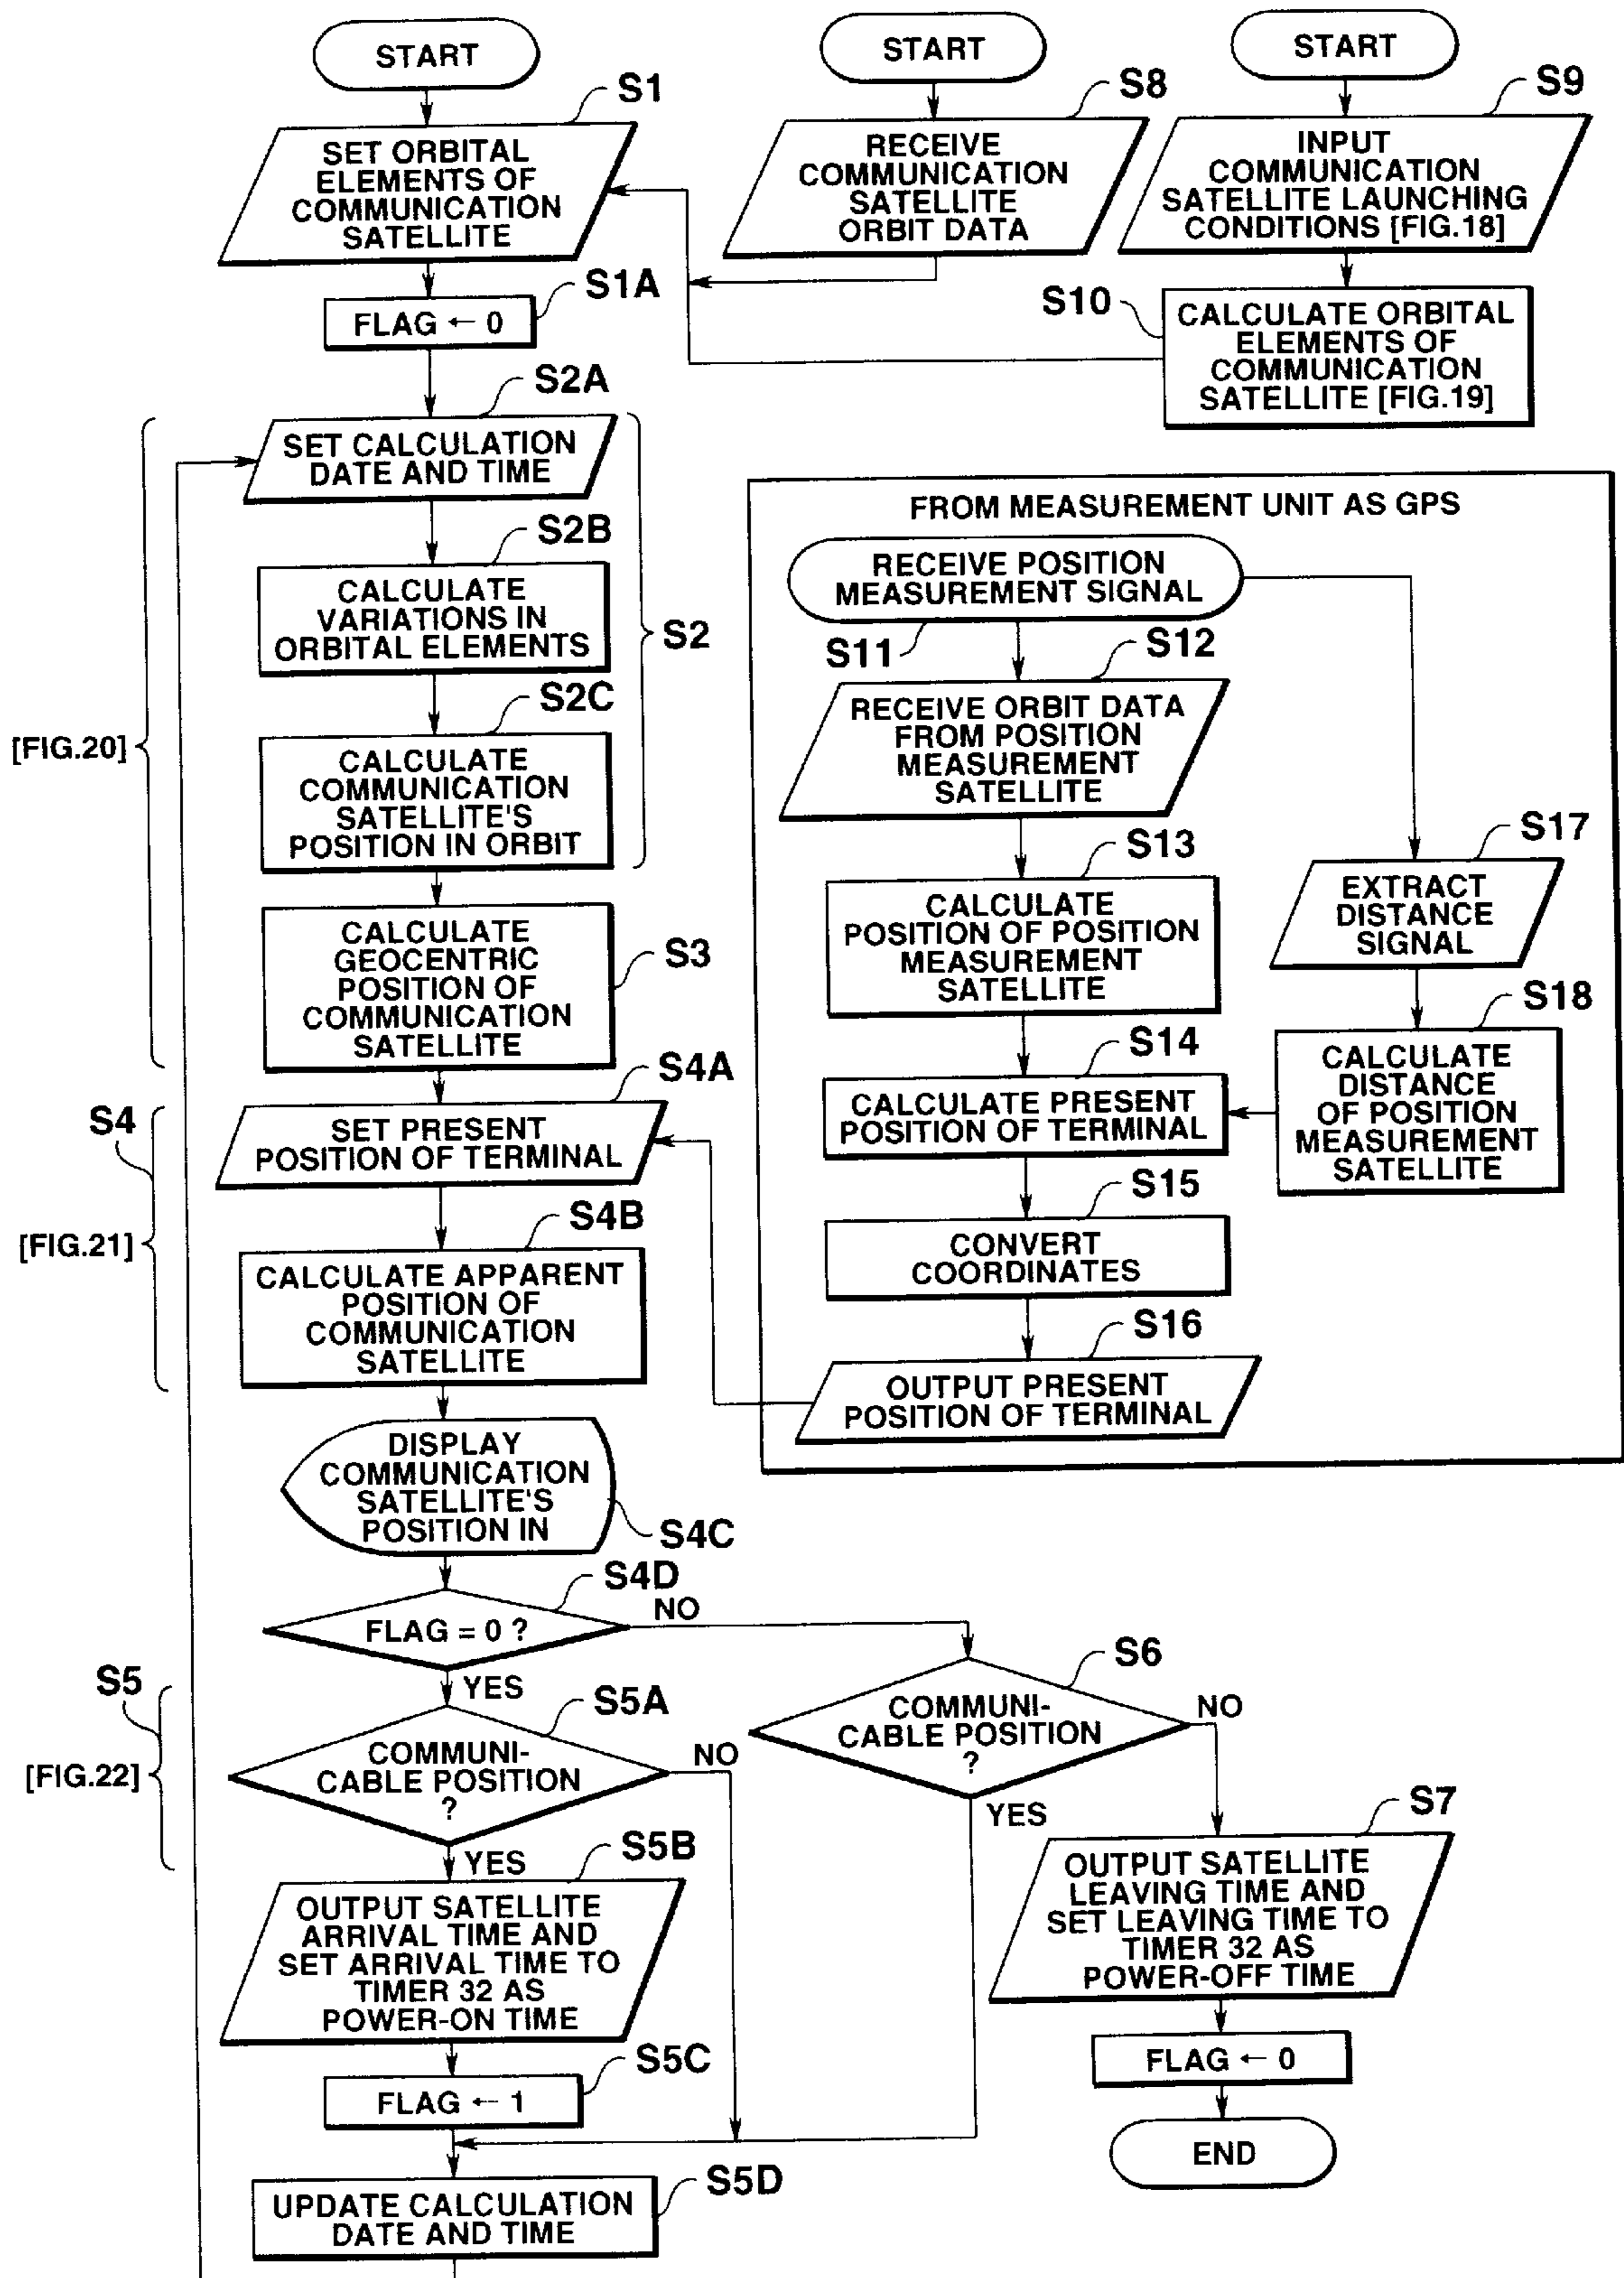 START
S1
SET ORBITAL
ELEMENTS OF
COMMUNICATION
SATELLITE
S1A
FLAG ← 0
START
S8
RECEIVE
COMMUNICATION
SATELLITE
ORBIT DATA
START
S9
INPUT
COMMUNICATION
SATELLITE LAUNCHING
CONDITIONS [FIG.18]
S10
CALCULATE ORBITAL
ELEMENTS OF
COMMUNICATION
SATELLITE [FIG.19]
S2A
SET CALCULATION
DATE AND TIME
S2B
CALCULATE
VARIATIONS IN
ORBITAL ELEMENTS
S2
S2C
CALCULATE
COMMUNICATION
SATELLITE'S
POSITION IN ORBIT
[FIG.20]
CALCULATE
GEOCENTRIC
POSITION OF
COMMUNICATION
SATELLITE
S3
S4
S4A
SET PRESENT
POSITION OF TERMINAL
[FIG.21]
S4B
CALCULATE APPARENT
POSITION OF
COMMUNICATION
SATELLITE
FROM MEASUREMENT UNIT AS GPS
RECEIVE POSITION
MEASUREMENT SIGNAL
S11
S12
RECEIVE ORBIT DATA
FROM POSITION
MEASUREMENT
SATELLITE
S13
CALCULATE
POSITION OF POSITION
MEASUREMENT
SATELLITE
S14
CALCULATE PRESENT
POSITION OF TERMINAL
S15
CONVERT
COORDINATES
S16
OUTPUT PRESENT
POSITION OF TERMINAL
S17
EXTRACT
DISTANCE
SIGNAL
S18
CALCULATE
DISTANCE
OF POSITION
MEASUREMENT
SATELLITE
DISPLAY
COMMUNICATION
SATELLITE'S
POSITION IN
S4C
S4D
FLAG = 0 ?
NO
YES
S5
[FIG.22]
S5A
COMMUNI-
CABLE POSITION
?
NO
YES
S5B
OUTPUT SATELLITE
ARRIVAL TIME AND
SET ARRIVAL TIME TO
TIMER 32 AS
POWER-ON TIME
S5C
FLAG ← 1
S5D
UPDATE CALCULATION
DATE AND TIME
S6
COMMUNI-
CABLE POSITION
?
NO
YES
S7
OUTPUT SATELLITE
LEAVING TIME AND
SET LEAVING TIME TO
TIMER 32 AS
POWER-OFF TIME
FLAG ← 0
END